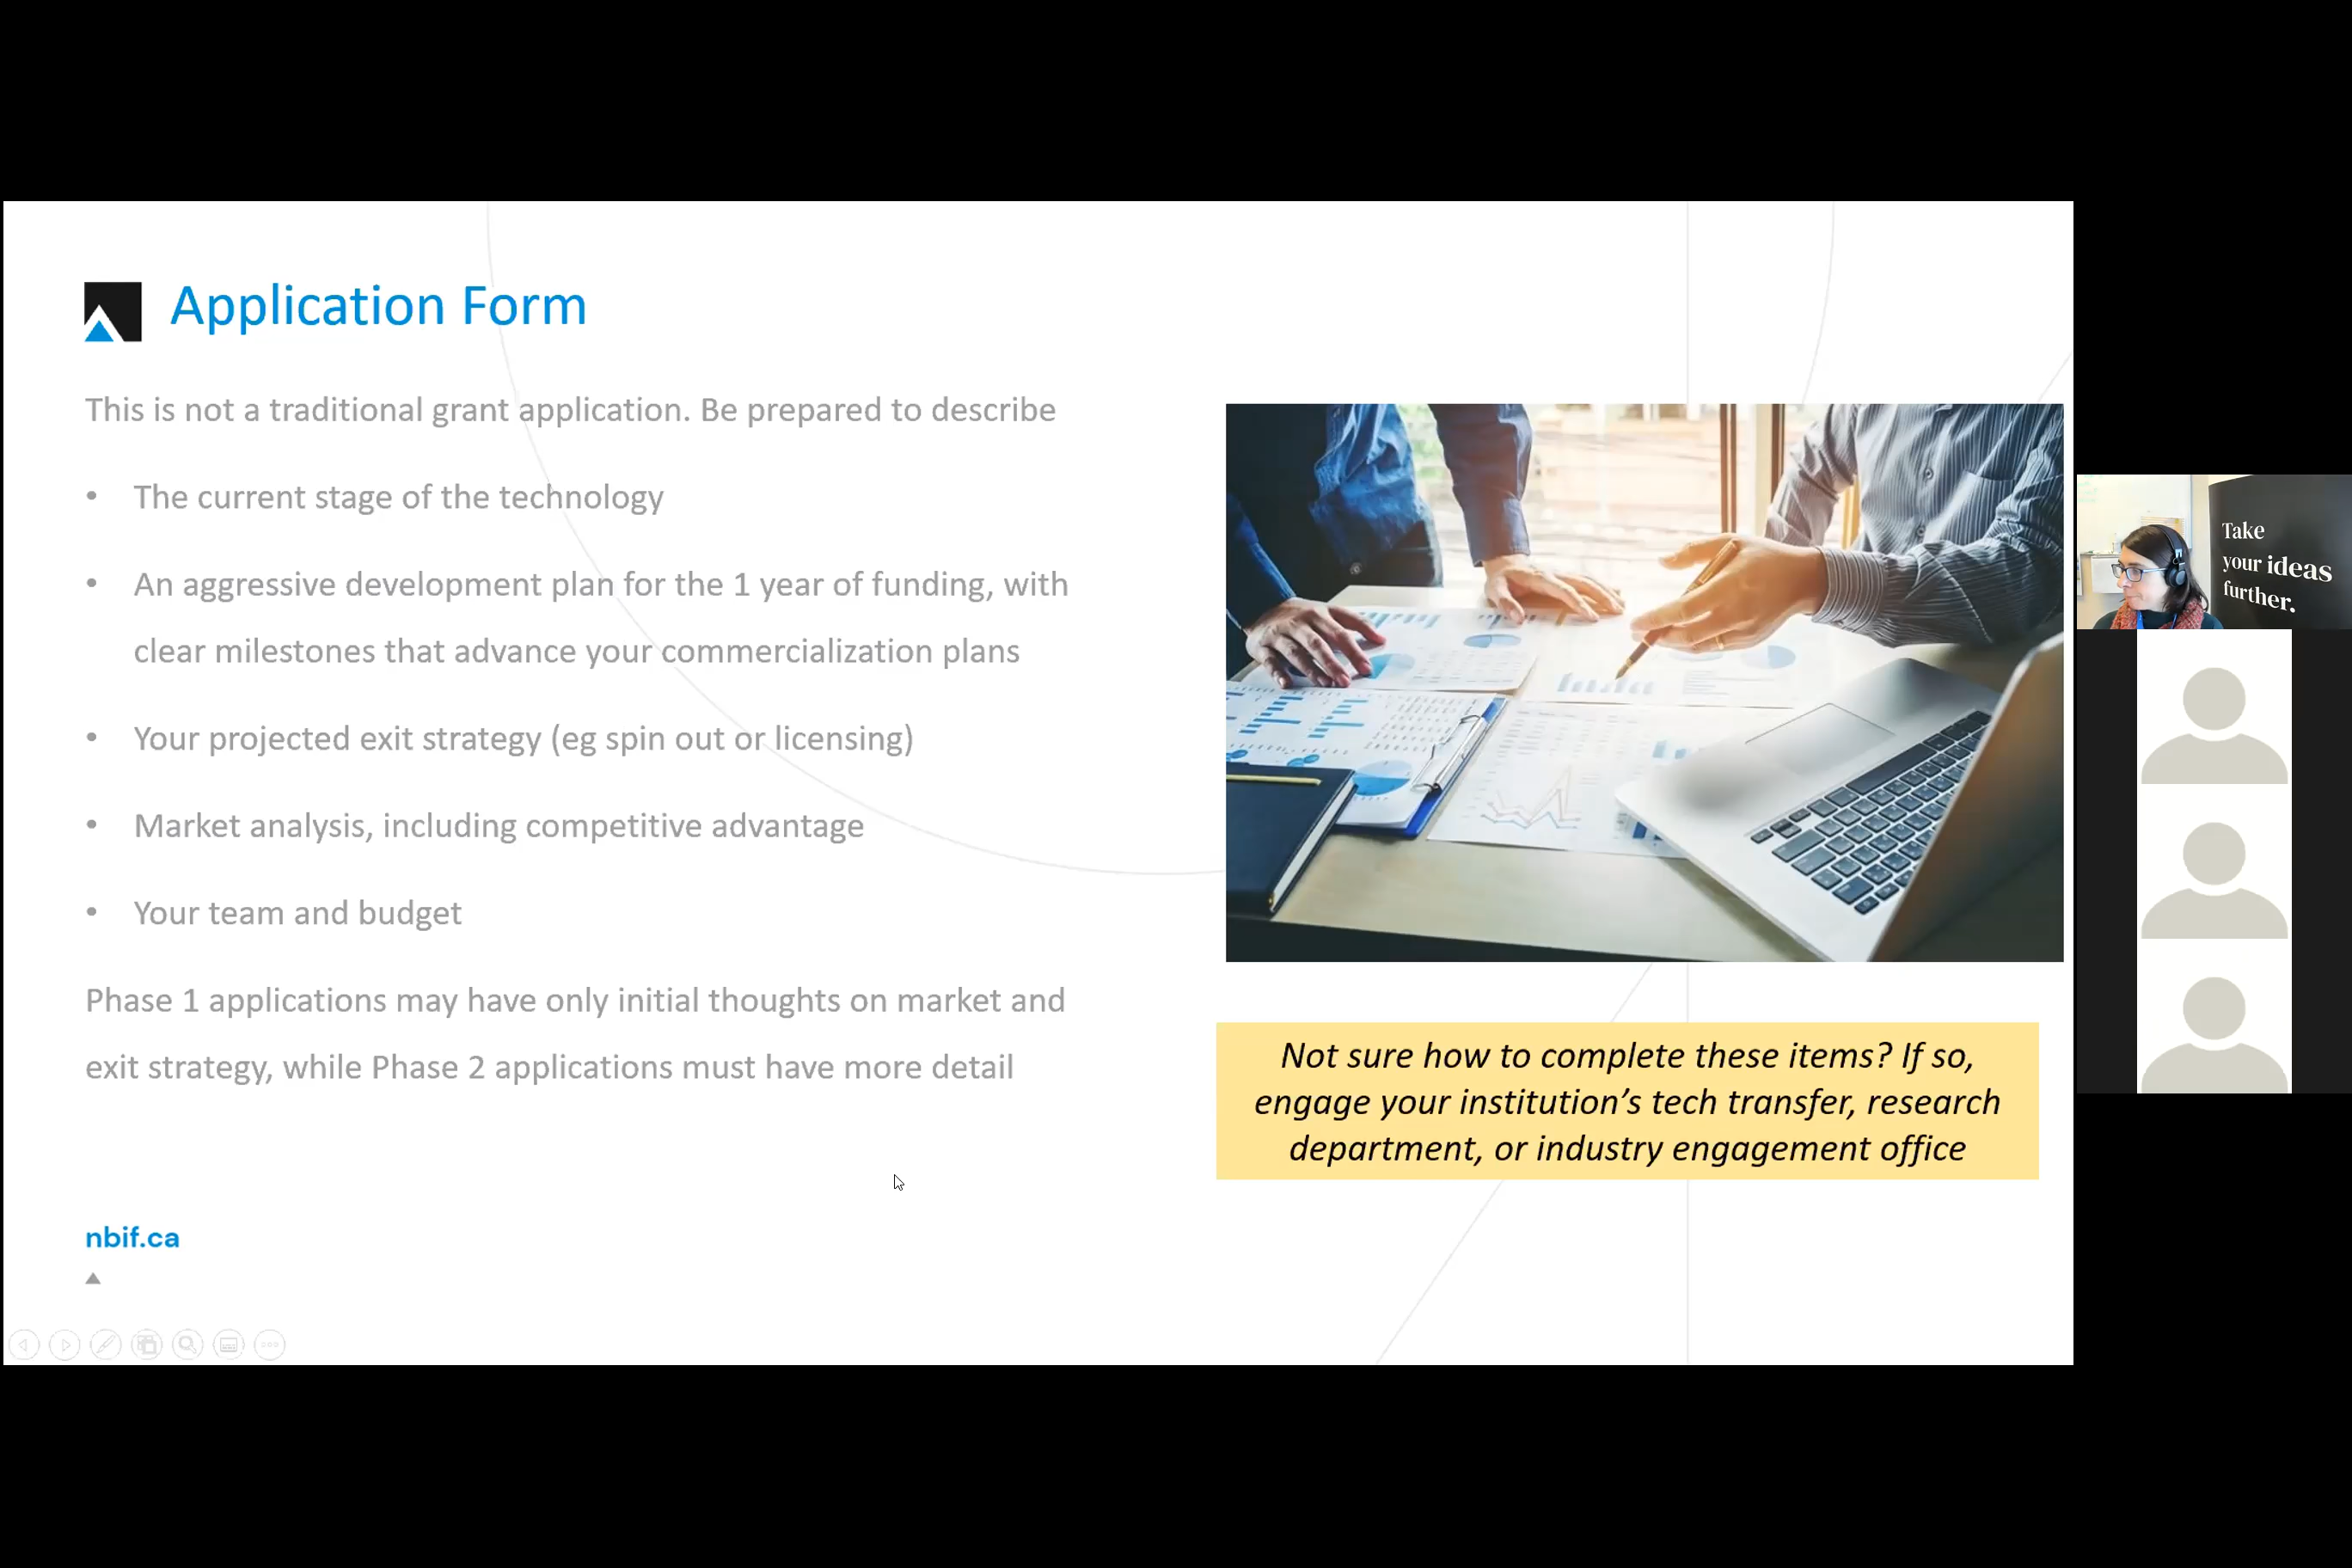 Application Form
This is not a traditional grant application. Be prepared to describe
• The current stage of the technology
• An aggressive development plan for the 1 year of funding, with
clear milestones that advance your commercialization plans
• Your projected exit strategy (eg spin out or licensing)
• Market analysis, including competitive advantage
• Your team and budget
Phase 1 applications may have only initial thoughts on market and
exit strategy, while Phase 2 applications must have more detail
Not sure how to complete these items? If so,
engage your institution’s tech transfer, research
department, or industry engagement office
nbif.ca
Take
your ideas
further.